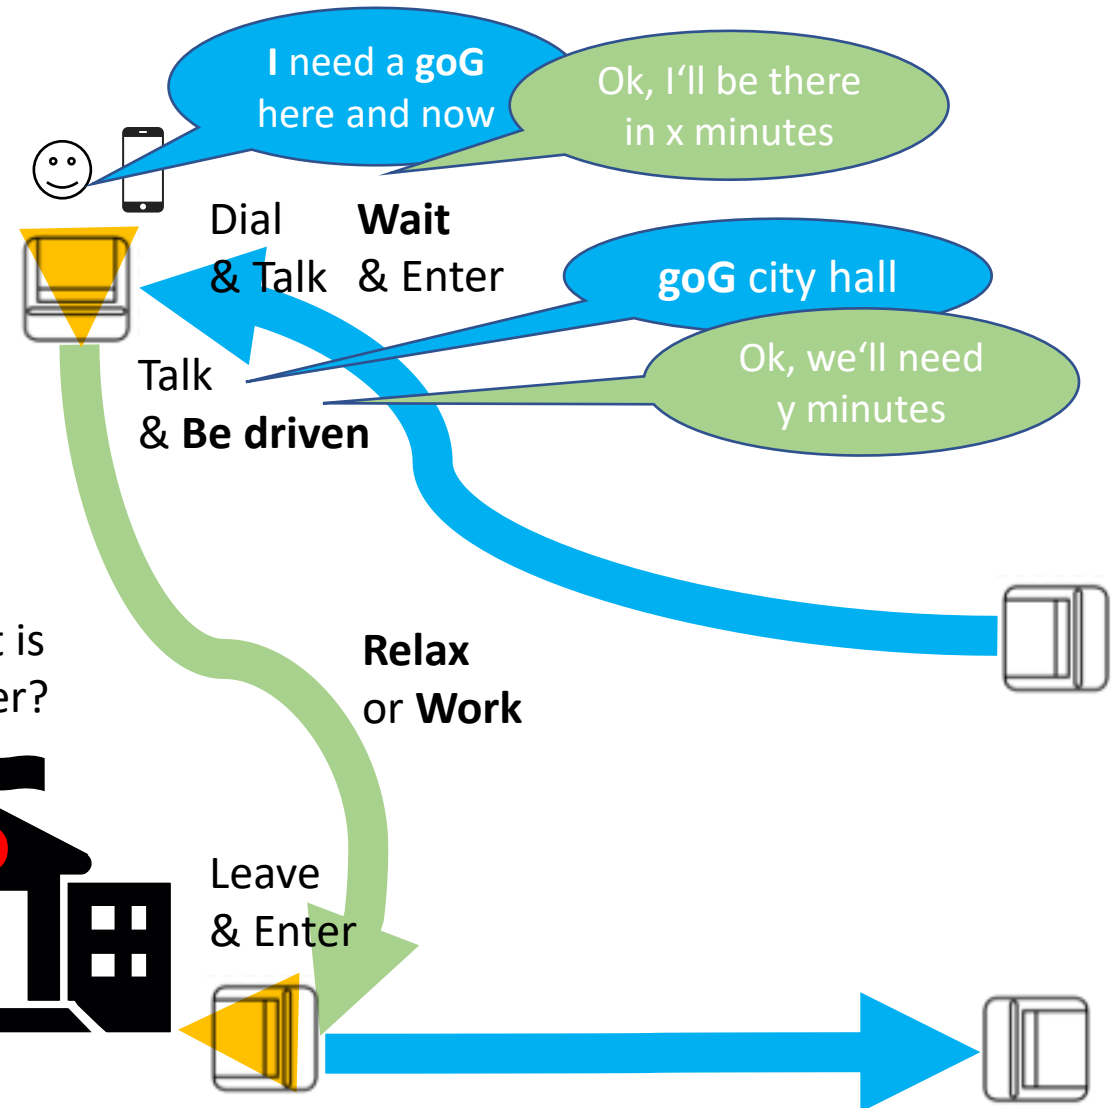 I need a goG
here and now
Ok, I‘ll be there
in x minutes
Dial
& Talk
Wait
& Enter
goG city hall
Ok, we‘ll need
y minutes
Talk
& Be driven
is
Relax
or Work
Leave
& Enter